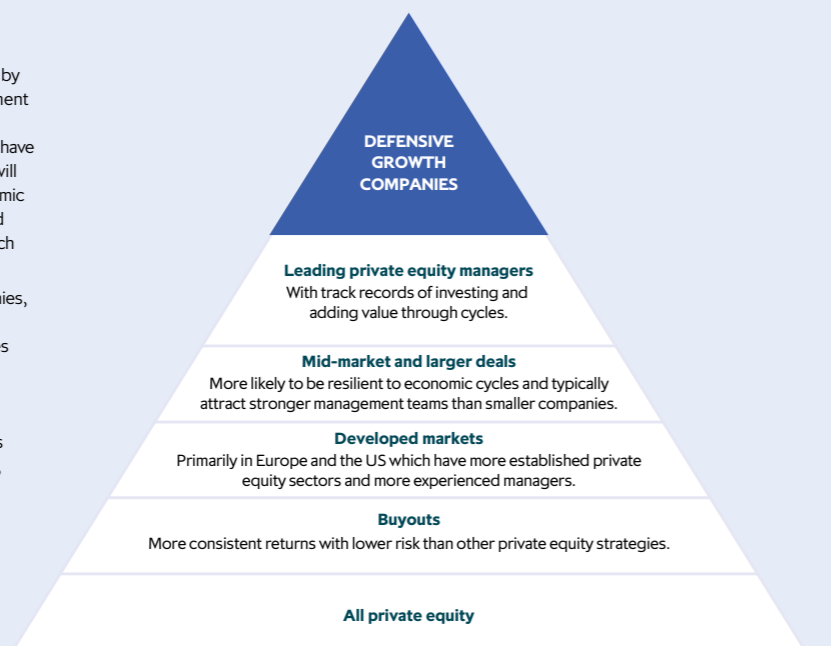 by
have
will
DEFENSIVE
GROWTH
COMPANIES
Leading private equity managers
With track records of investing and
adding value through cycles.
Mid-market and larger deals
More likely to be resilient to economic cycles and typically
attract stronger management teams than smaller companies.
Developed markets
Primarily in Europe and the US which have more established private
equity sectors and more experienced managers.
Buyouts
More consistent returns with lower risk than other private equity strategies.
All private equity